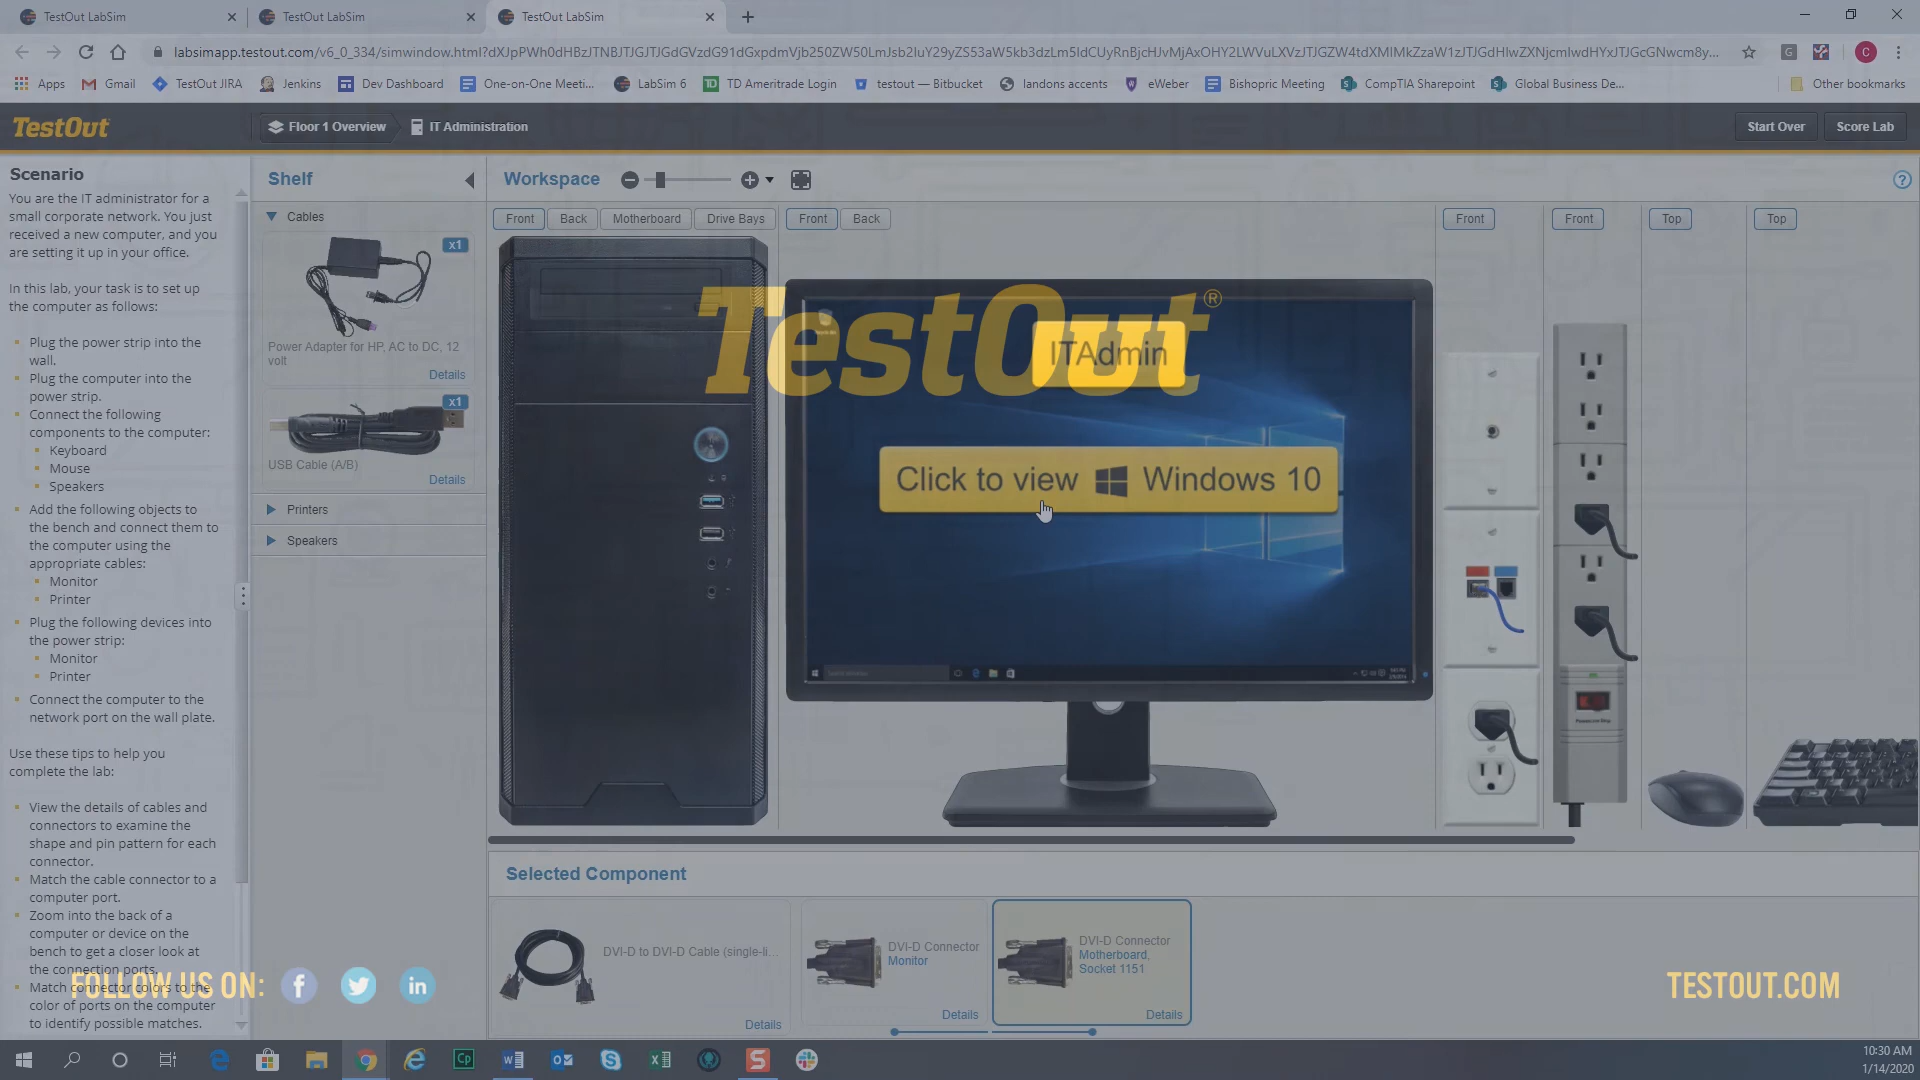 TestOut LabSim
TestOut LabSim
TestOut LabSim
Apps
Gmail
TestOut JIRA
Jenkins
Dev Dashboard
One-on-One Meeti...
LabSim 6
TD Ameritrade Login
testout — Bitbucket
landons accents
eWeber
Bishopric Meeting
CompTIA Sharepoint
Global Business De...
Other bookmarks
TestOut
Floor 1 Overview
IT Administration
Start Over
Score Lab
Scenario
You are the IT administrator for a
small corporate network. You just
received a new computer, and you
are setting it up in your office.
In this lab, your task is to set up
the computer as follows:
Plug the power strip into the
wall.
Plug the computer into the
power strip.
Connect the following
components to the computer:
Keyboard
Mouse
Speakers
Add the following objects to
the bench and connect them to
the computer using the
appropriate cables:
Monitor
Printer
Plug the following devices into
the power strip:
Monitor
Printer
Connect the computer to the
network port on the wall plate.
Use these tips to help you
complete the lab:
View the details of cables and
connectors to examine the
shape and pin pattern for each
connector.
Match the cable connector to a
computer port.
Zoom into the back of a
computer or device on the
bench to get a closer look at
the connection ports.
Match connector colors to the
color of ports on the computer
to identify possible matches.
Shelf
Cables
x1
Power Adapter for HP, AC to DC, 12
volt
Details
x1
USB Cable (A/B)
Details
Printers
Speakers
Workspace
Front
Back
Motherboard
Drive Bays
Front
Back
Front
Front
Top
Top
TestOut®
ITAdmin
Click to view Windows 10
Selected Component
DVI-D to DVI-D Cable (single-li...
Details
DVI-D Connector
Monitor
Details
DVI-D Connector
Motherboard,
Socket 1151
Details
FOLLOW US ON:
TESTOUT.COM
10:30 AM
1/14/2020